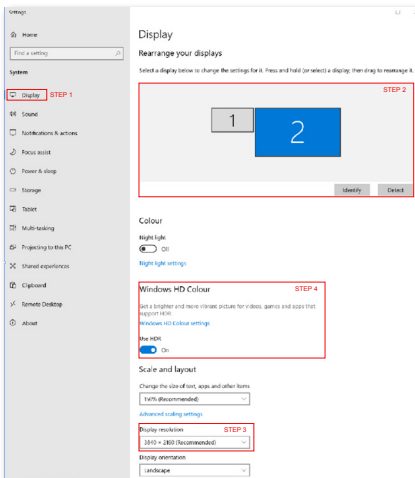 Settings
Home
Find a setting
System
Display
STEP 1
Sound
Notifications & actions
Focus assist
Power & sleep
Storage
Tablet
Multi-tasking
Projecting to this PC
Shared experiences
Clipboard
Remote Desktop
About
Display
Rearrange your displays
Select a display below to change the settings for it. Press and hold (or select) a display, then drag to rearrange it.
STEP 2
1
2
Identify
Detect
Colour
Night light
Off
Night light settings
Windows HD Colour
STEP 4
Get a brighter and more vibrant picture for videos, games and apps that
support HDR.
Windows HD Colour settings
Use HDR
On
Scale and layout
Change the size of text, apps and other items
150% (Recommended)
Advanced scaling settings
Display resolution
STEP 3
3840 × 2160 (Recommended)
Display orientation
Landscape